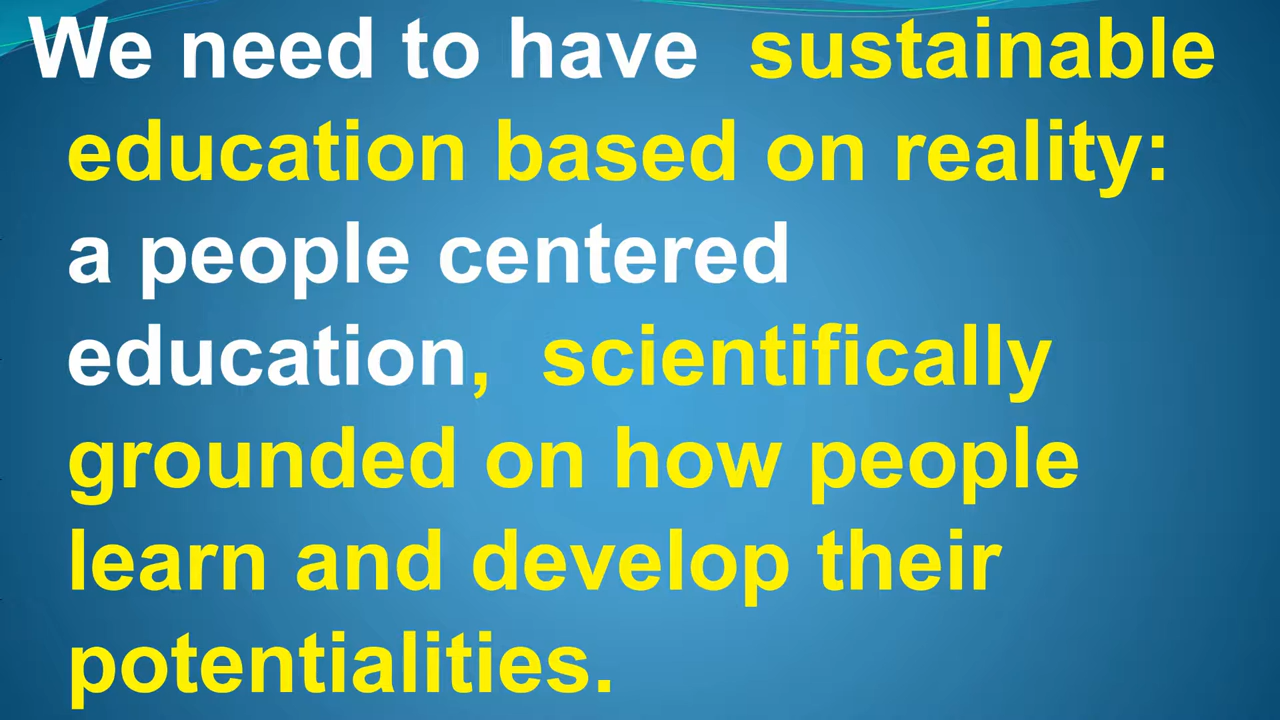 We need to have sustainable
education based on reality:
a people centered
education, scientifically
grounded on how people
learn and develop their
potentialities.